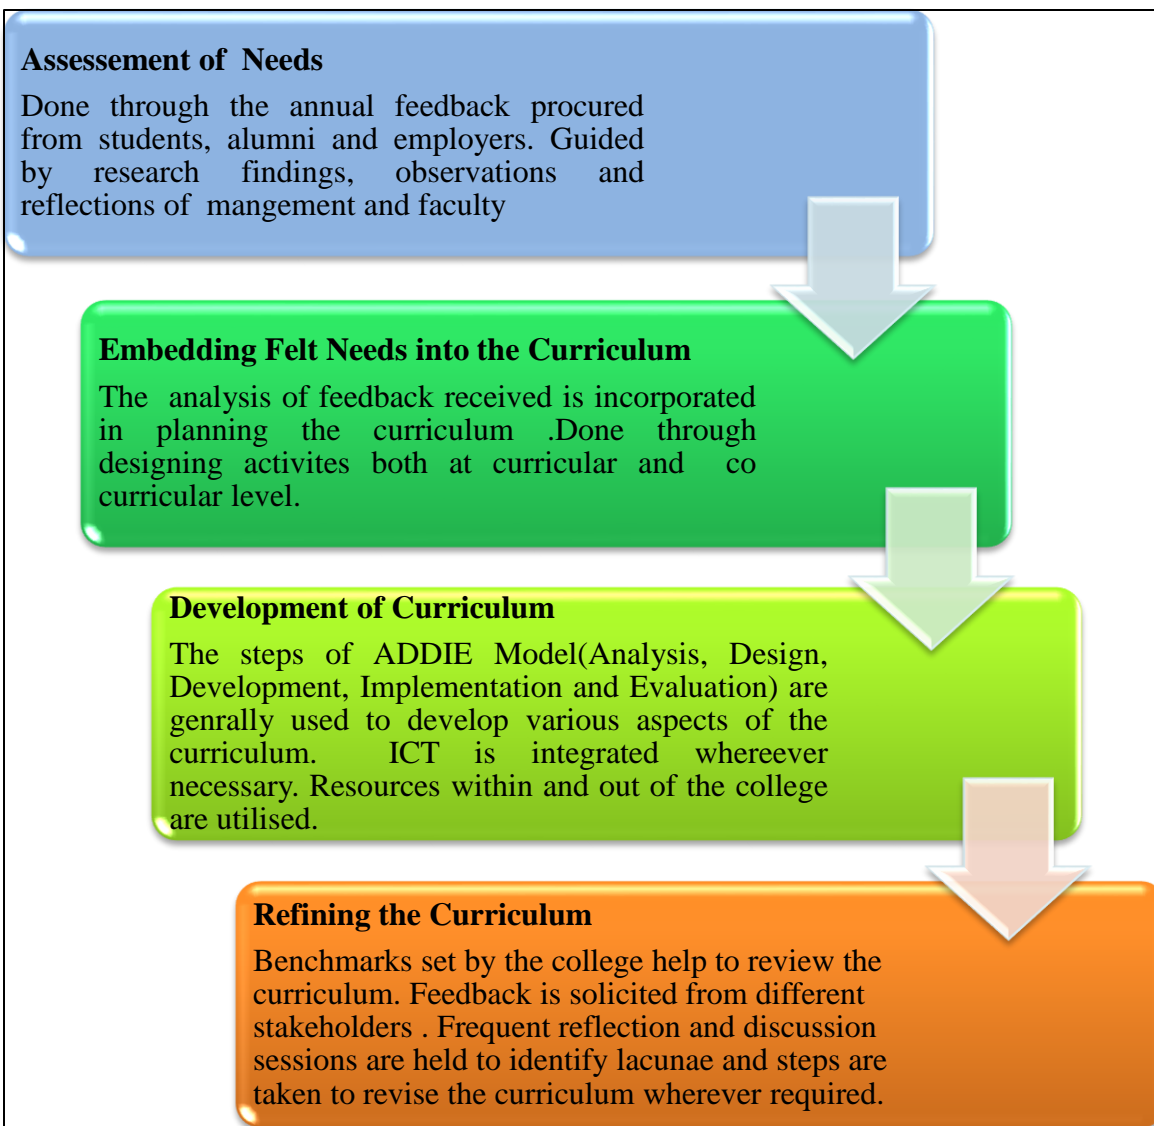 Assessement of Needs
Done through the annual feedback procured
from students, alumni and employers. Guided
by research findings, observations and
reflections of mangement and faculty
Embedding Felt Needs into the Curriculum
The analysis of feedback received is incorporated
in planning the curriculum .Done through
designing activites both at curricular and co
curricular level.
Development of Curriculum
The steps of ADDIE Model(Analysis, Design,
Development, Implementation and Evaluation) are
genrally used to develop various aspects of the
curriculum. ICT is integrated whereever
necessary. Resources within and out of the college
are utilised.
Refining the Curriculum
Benchmarks set by the college help to review the
curriculum. Feedback is solicited from different
stakeholders . Frequent reflection and discussion
sessions are held to identify lacunae and steps are
taken to revise the curriculum wherever required.